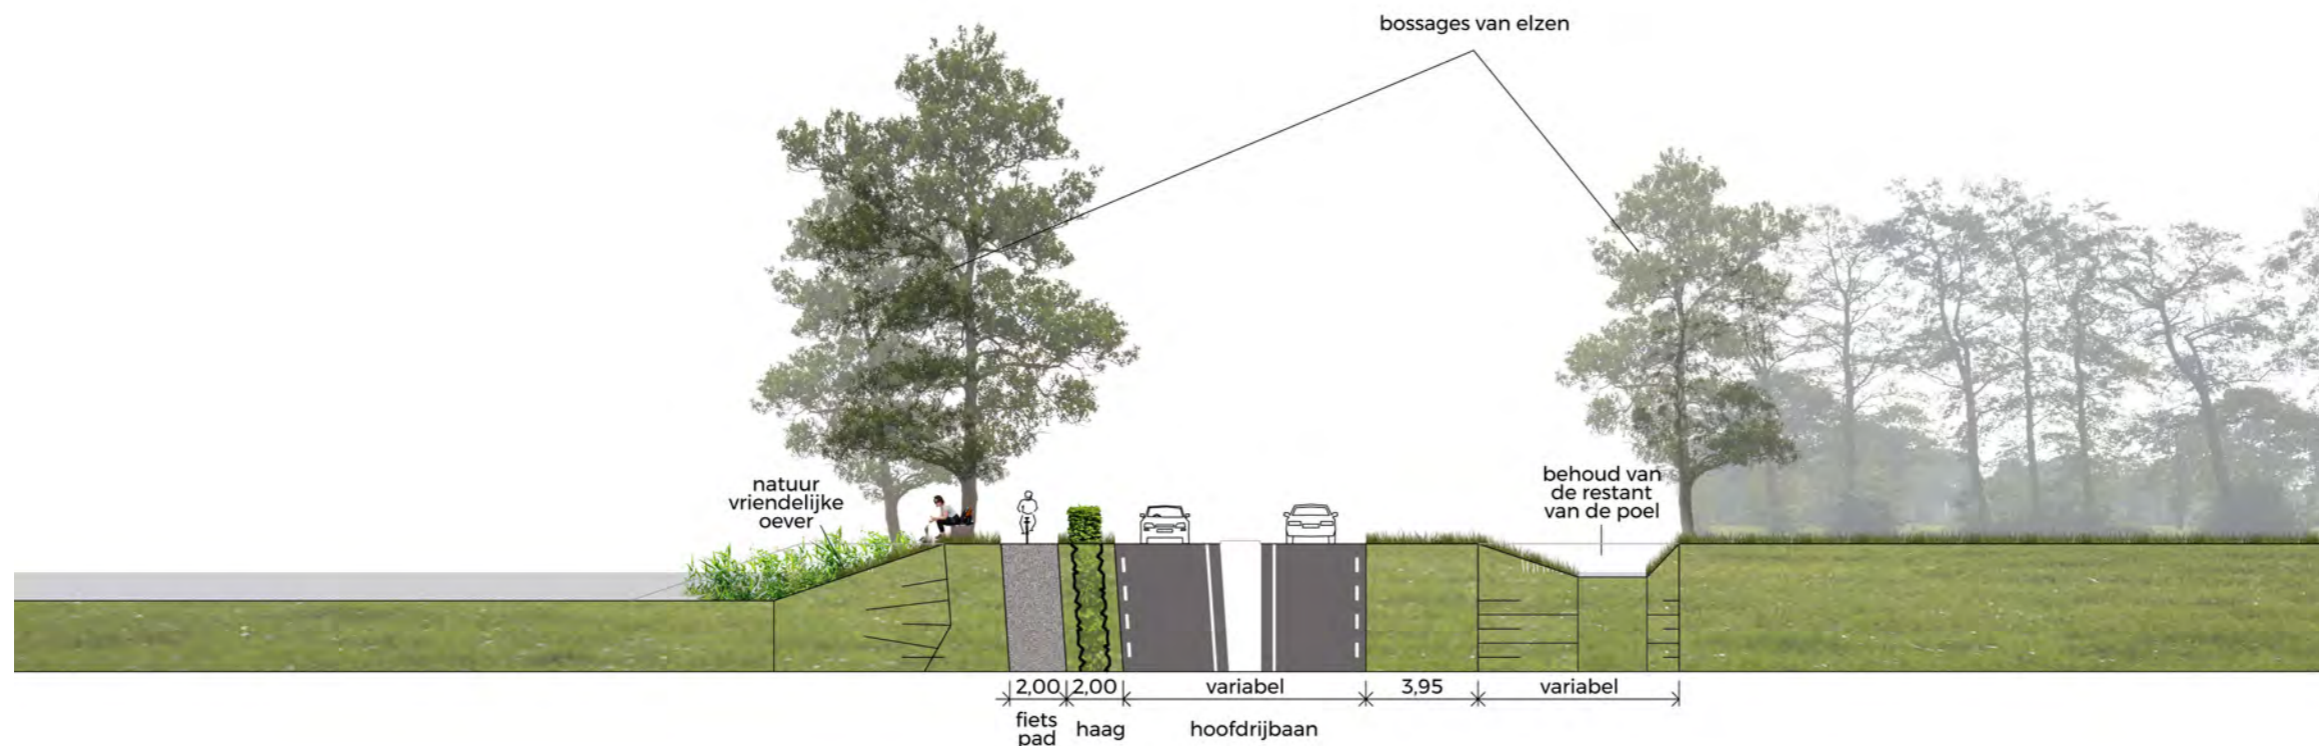 bossages van elzen
natuur
vriendelijke
oever
behoud van
de restant
van de poel
2,00 2,00 variabel 3,95 variabel
fiets
pad
haag
hoofdrijbaan